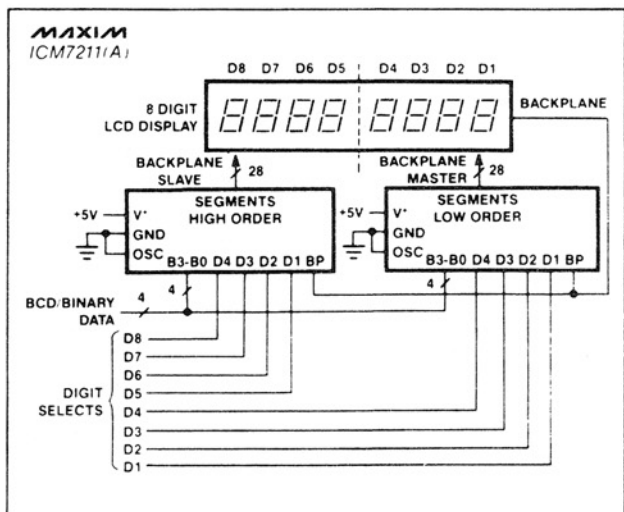 MAXIM
ICM7211(A)
D8 D7 D6 D5 D4 D3 D2 D1
8 DIGIT
LCD DISPLAY
BACKPLANE
BACKPLANE
SLAVE
28
BACKPLANE
MASTER
28
SEGMENTS
HIGH ORDER
+5V
V+
GND
OSC
B3-B0 D4 D3 D2 D1 BP
SEGMENTS
LOW ORDER
+5V
V+
GND
OSC
B3-B0 D4 D3 D2 D1 BP
BCD/BINARY
DATA
4
4
4
DIGIT
SELECTS
D8
D7
D6
D5
D4
D3
D2
D1